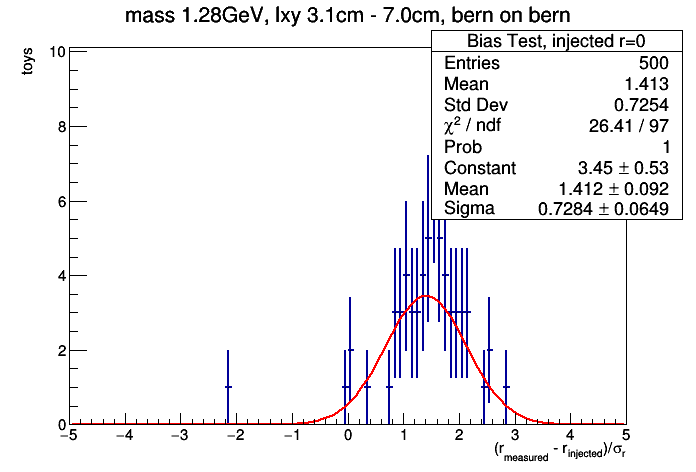 mass 1.28GeV, lxy 3.1cm - 7.0cm, bern on bern
toys
Bias Test, injected r=0
Entries 500
Mean 1.413
Std Dev 0.7254
χ² / ndf 26.41 / 97
Prob 1
Constant 3.45 ± 0.53
Mean 1.412 ± 0.092
Sigma 0.7284 ± 0.0649
10
8
6
4
2
0
−5 −4 −3 −2 −1 0 1 2 3 4 5
(r_measured - r_injected)/σ_r